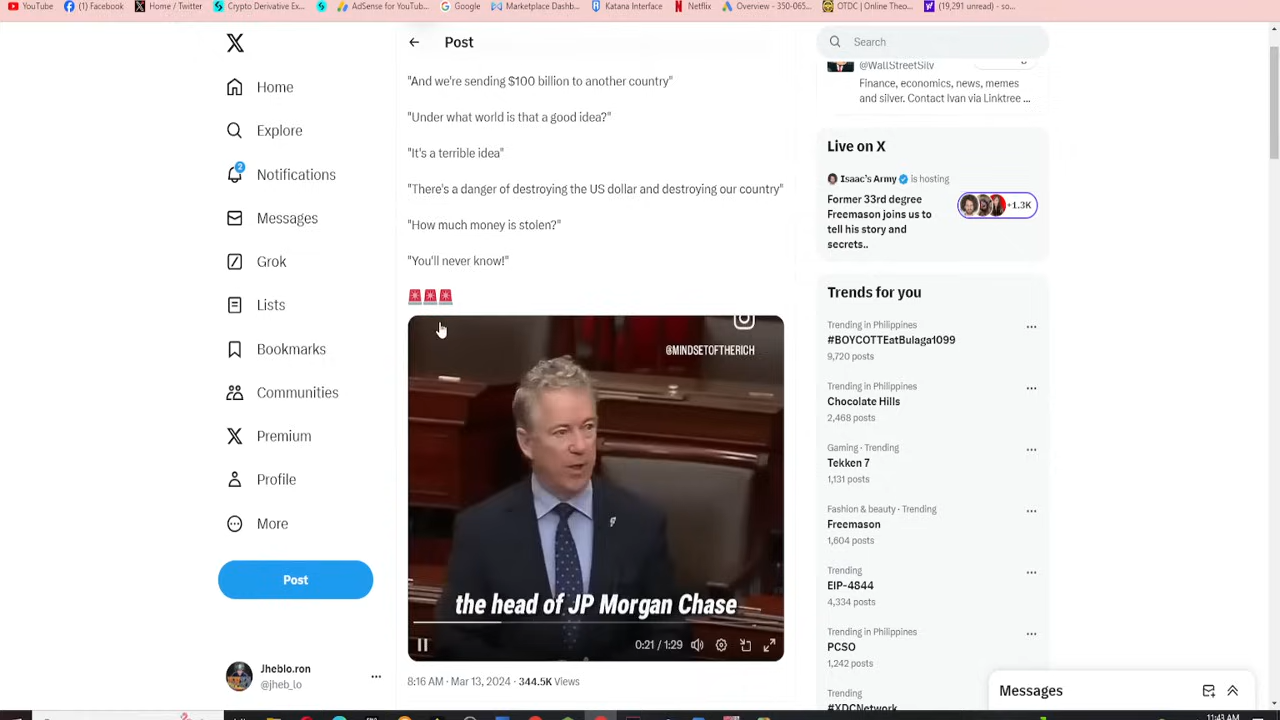 YouTube
(1) Facebook
Home / Twitter
Crypto Derivative Ex...
AdSense for YouTub...
Google
Marketplace Dashb...
Katana Interface
Netflix
Overview - 350-065...
OTDC | Online Theo...
(19,291 unread) - so...
Home
Explore
2
Notifications
Messages
Grok
Lists
Bookmarks
Communities
Premium
Profile
More
Post
Jheblo.ron
@jheb_lo
Post
"And we're sending $100 billion to another country"
"Under what world is that a good idea?"
"It's a terrible idea"
"There's a danger of destroying the US dollar and destroying our country"
"How much money is stolen?"
"You'll never know!"
@MINDSETOFTHERICH
the head of JP Morgan Chase
0:21 / 1:29
8:16 AM · Mar 13, 2024 · 344.5K Views
Search
@WallStreetSilv
Finance, economics, news, memes
and silver. Contact Ivan via Linktree ...
Live on X
Isaac's Army is hosting
Former 33rd degree
Freemason joins us to
tell his story and
secrets..
+1.3K
Trends for you
Trending in Philippines
#BOYCOTTEatBulaga1099
9,720 posts
Trending in Philippines
Chocolate Hills
2,468 posts
Gaming · Trending
Tekken 7
1,131 posts
Fashion & beauty · Trending
Freemason
1,604 posts
Trending
EIP-4844
4,334 posts
Trending in Philippines
PCSO
1,242 posts
Trending
#XDCNetwork
Messages
11:43 AM